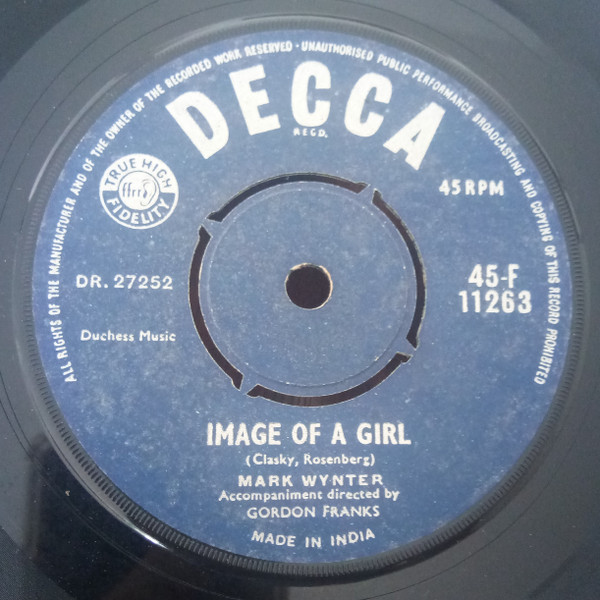 ALL RIGHTS OF THE MANUFACTURER AND OF THE OWNER OF THE RECORDED WORK RESERVED · UNAUTHORISED PUBLIC PERFORMANCE BROADCASTING AND COPYING OF THIS RECORD PROHIBITED
DECCA
REGD.
TRUE HIGH
ffrr
FIDELITY
45 RPM
DR. 27252
45-F
11263
Duchess Music
IMAGE OF A GIRL
(Clasky, Rosenberg)
MARK WYNTER
Accompaniment directed by
GORDON FRANKS
MADE IN INDIA